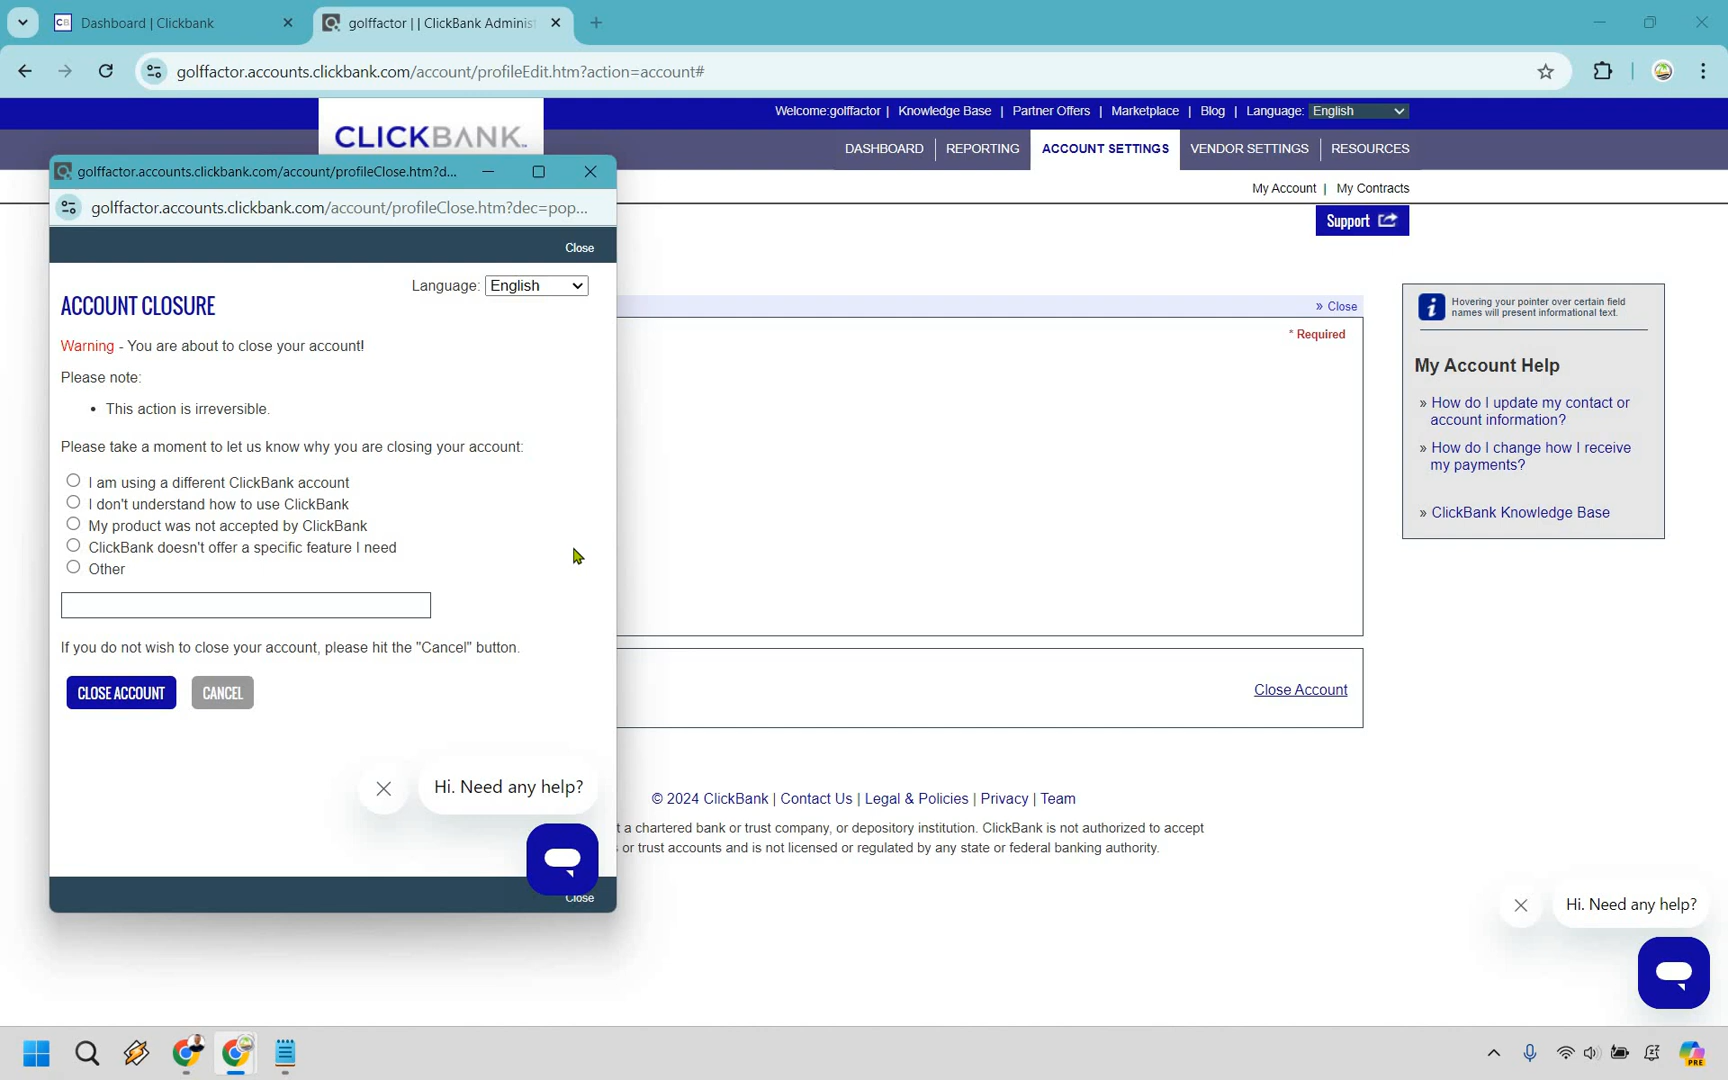 Dashboard | Clickbank
golffactor | | ClickBank Adminis
golffactor.accounts.clickbank.com/account/profileEdit.htm?action=account#
Welcome:golffactor | Knowledge Base | Partner Offers | Marketplace | Blog | Language: English
CLICKBANK
DASHBOARD | REPORTING | ACCOUNT SETTINGS VENDOR SETTINGS | RESOURCES
My Account | My Contracts
Support
» Close
* Required
Hovering your pointer over certain field
names will present informational text.
My Account Help
» How do I update my contact or
account information?
» How do I change how I receive
my payments?
» ClickBank Knowledge Base
golffactor.accounts.clickbank.com/account/profileClose.htm?d...
golffactor.accounts.clickbank.com/account/profileClose.htm?dec=pop...
Close
Language: English
ACCOUNT CLOSURE
Warning - You are about to close your account!
Please note:
• This action is irreversible.
Please take a moment to let us know why you are closing your account:
I am using a different ClickBank account
I don't understand how to use ClickBank
My product was not accepted by ClickBank
ClickBank doesn't offer a specific feature I need
Other
If you do not wish to close your account, please hit the "Cancel" button.
CLOSE ACCOUNT CANCEL
Hi. Need any help?
Close
Close Account
© 2024 ClickBank | Contact Us | Legal & Policies | Privacy | Team
t a chartered bank or trust company, or depository institution. ClickBank is not authorized to accept
s or trust accounts and is not licensed or regulated by any state or federal banking authority.
Hi. Need any help?
PRE